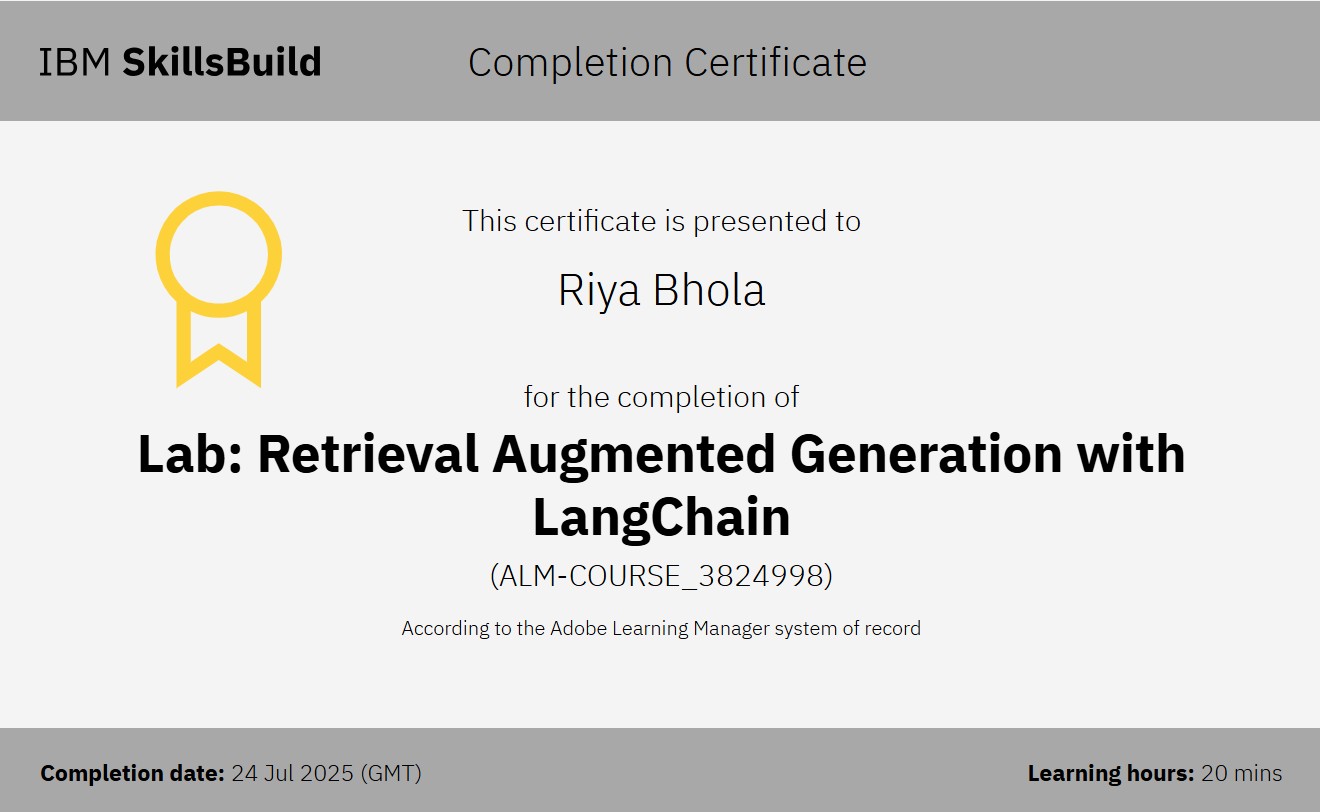 IBM SkillsBuild
Completion Certificate
This certificate is presented to
Riya Bhola
for the completion of
Lab: Retrieval Augmented Generation with
LangChain
(ALM-COURSE_3824998)
According to the Adobe Learning Manager system of record
Completion date: 24 Jul 2025 (GMT)
Learning hours: 20 mins